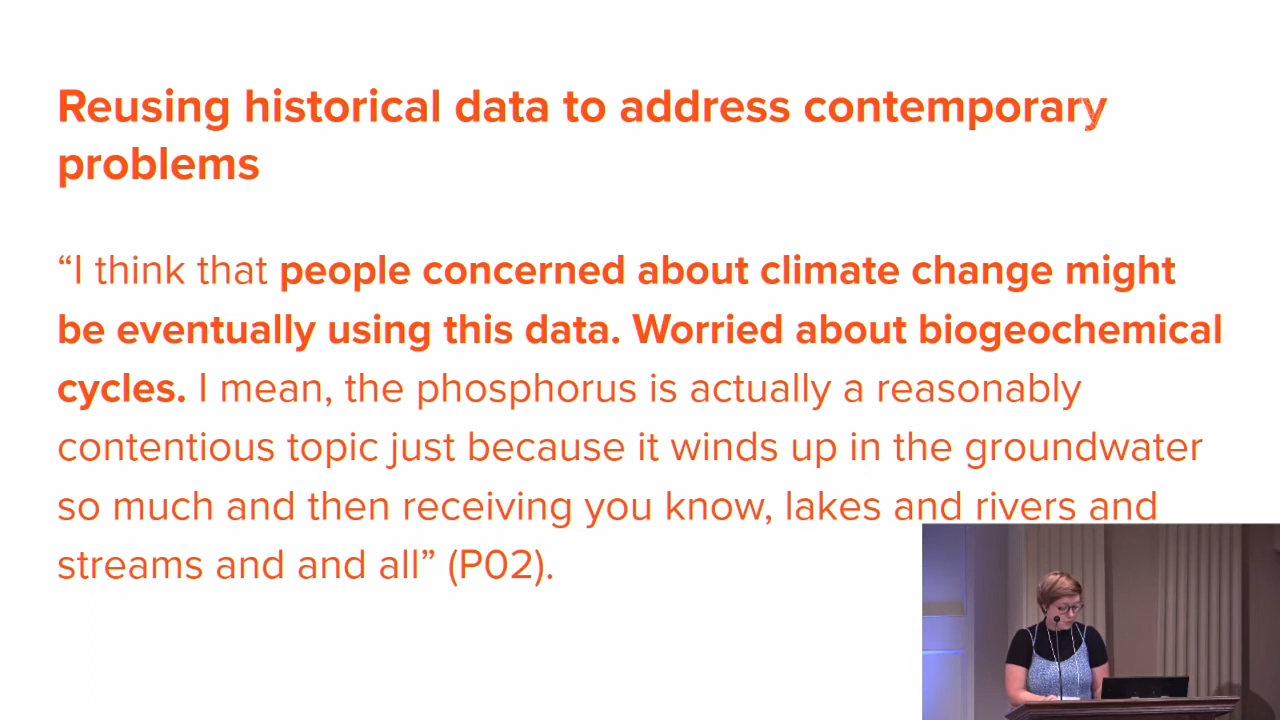 Reusing historical data to address contemporary
problems
“I think that people concerned about climate change might
be eventually using this data. Worried about biogeochemical
cycles. I mean, the phosphorus is actually a reasonably
contentious topic just because it winds up in the groundwater
so much and then receiving you know, lakes and rivers and
streams and and all” (P02).